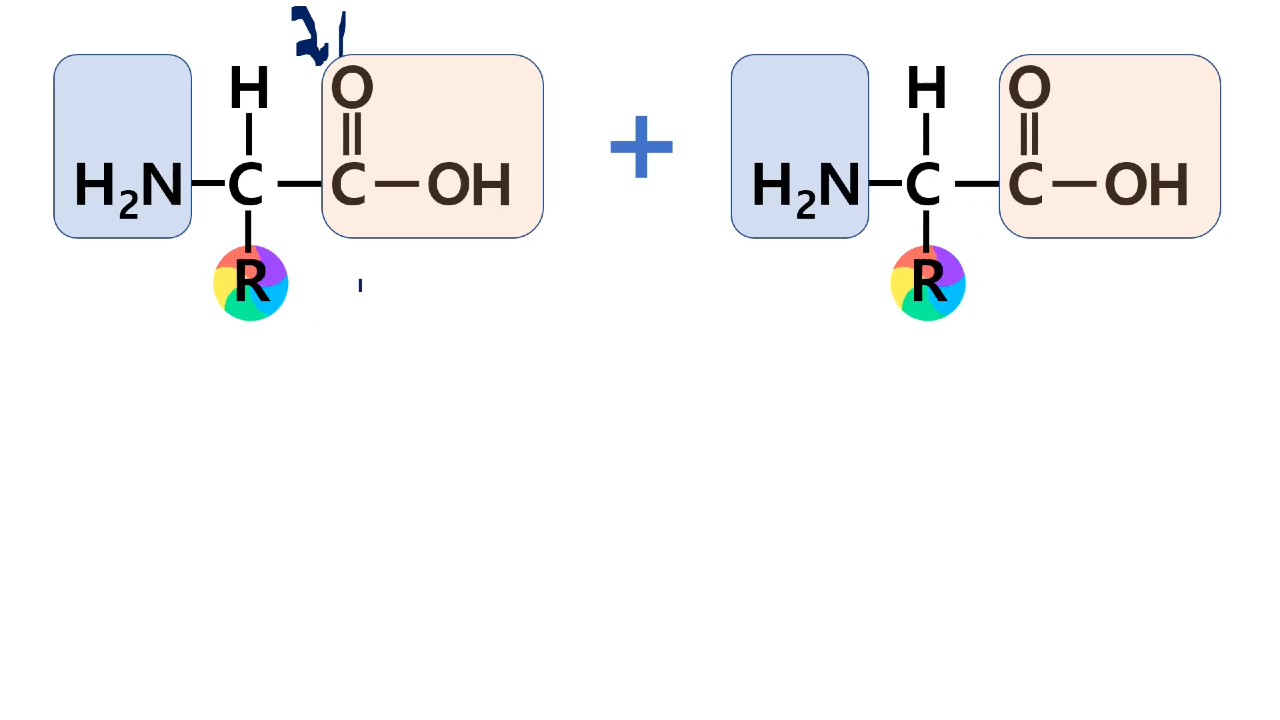 H H
O O
H₂N C C OH + H₂N C C OH
R R